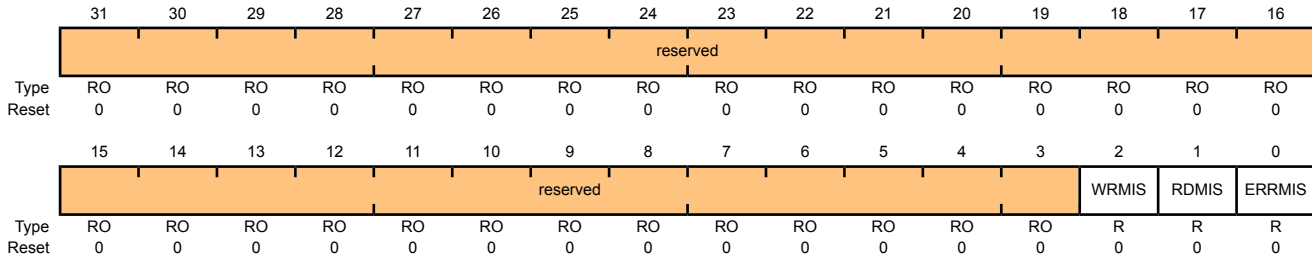 31 30 29 28 27 26 25 24 23 22 21 20 19 18 17 16
reserved
Type RO RO RO RO RO RO RO RO RO RO RO RO RO RO RO RO
Reset 0 0 0 0 0 0 0 0 0 0 0 0 0 0 0 0
15 14 13 12 11 10 9 8 7 6 5 4 3 2 1 0
reserved WRMIS RDMIS ERRMIS
Type RO RO RO RO RO RO RO RO RO RO RO RO RO R R R
Reset 0 0 0 0 0 0 0 0 0 0 0 0 0 0 0 0